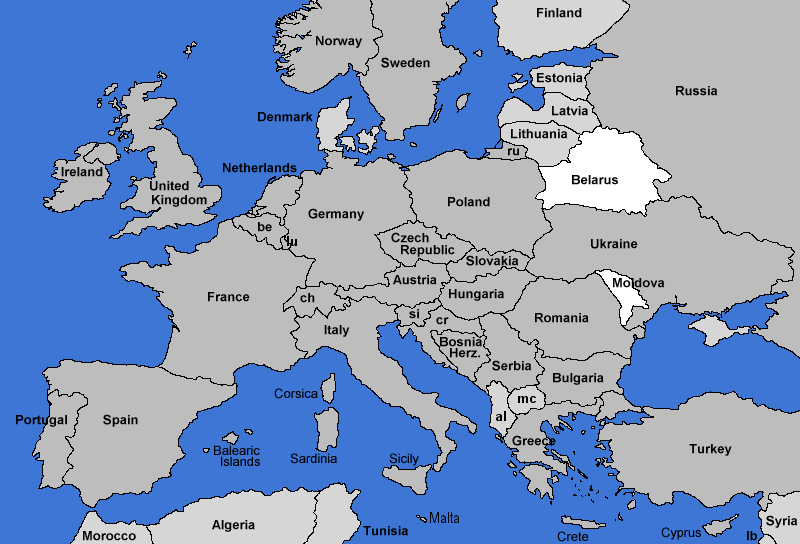 Finland
Norway
Sweden
Estonia
Russia
Latvia
Denmark
Lithuania
ru
Ireland
Netherlands
Belarus
United
Kingdom
Poland
Germany
be
lu
Czech
Republic
Ukraine
Slovakia
Austria
Moldova
France
ch
Hungaria
si
cr
Romania
Italy
Bosnia
Herz.
Serbia
Bulgaria
Corsica
mc
al
Portugal
Spain
Greece
Balearic
Islands
Sardinia
Sicily
Turkey
Malta
Algeria
Tunisia
Morocco
Crete
Cyprus
lb
Syria